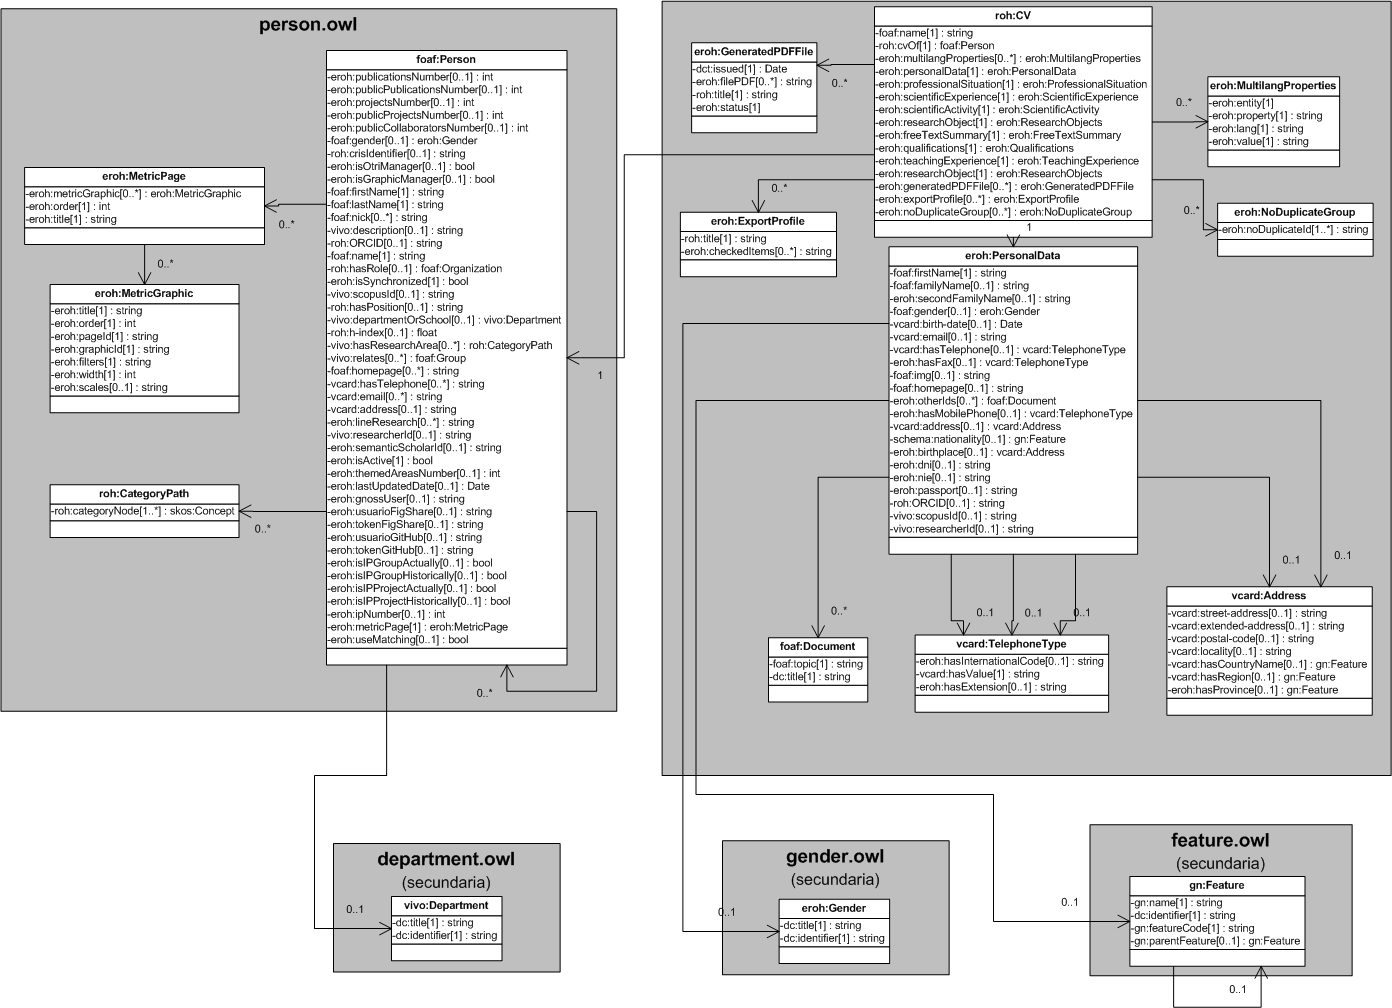 person.owl
foaf:Person
-eroh:publicationsNumber[0..1] : int
-eroh:publicPublicationsNumber[0..1] : int
-eroh:projectsNumber[0..1] : int
-eroh:publicProjectsNumber[0..1] : int
-eroh:publicCollaboratorsNumber[0..1] : int
-foaf:gender[0..1] : eroh:Gender
-roh:crisIdentifier[0..1] : string
-eroh:isOtriManager[0..1] : bool
-eroh:isGraphicManager[0..1] : bool
-foaf:firstName[1] : string
-foaf:lastName[1] : string
-foaf:nick[0..*] : string
-vivo:description[0..1] : string
-roh:ORCID[0..1] : string
-foaf:name[1] : string
-roh:hasRole[0..1] : foaf:Organization
-eroh:isSynchronized[1] : bool
-vivo:scopusId[0..1] : string
-roh:hasPosition[0..1] : string
-vivo:departmentOrSchool[0..1] : vivo:Department
-roh:h-index[0..1] : float
-vivo:hasResearchArea[0..*] : roh:CategoryPath
-vivo:relates[0..*] : foaf:Group
-foaf:homepage[0..*] : string
-vcard:hasTelephone[0..*] : string
-vcard:email[0..*] : string
-vcard:address[0..1] : string
-eroh:lineResearch[0..*] : string
-vivo:researcherId[0..1] : string
-eroh:semanticScholarId[0..1] : string
-eroh:isActive[1] : bool
-eroh:themedAreasNumber[0..1] : int
-eroh:lastUpdatedDate[0..1] : Date
-eroh:gnossUser[0..1] : string
-eroh:usuarioFigShare[0..1] : string
-eroh:tokenFigShare[0..1] : string
-eroh:usuarioGitHub[0..1] : string
-eroh:tokenGitHub[0..1] : string
-eroh:isIPGroupActually[0..1] : bool
-eroh:isIPGroupHistorically[0..1] : bool
-eroh:isIPProjectActually[0..1] : bool
-eroh:isIPProjectHistorically[0..1] : bool
-eroh:ipNumber[0..1] : int
-eroh:metricPage[1] : eroh:MetricPage
-eroh:useMatching[0..1] : bool
eroh:MetricPage
-eroh:metricGraphic[0..*] : eroh:MetricGraphic
-eroh:order[1] : int
-eroh:title[1] : string
0..*
0..*
eroh:MetricGraphic
-eroh:title[1] : string
-eroh:order[1] : int
-eroh:pageId[1] : string
-eroh:graphicId[1] : string
-eroh:filters[1] : string
-eroh:width[1] : int
-eroh:scales[0..1] : string
roh:CategoryPath
-roh:categoryNode[1..*] : skos:Concept
0..*
0..*
1
roh:CV
-foaf:name[1] : string
-roh:cvOf[1] : foaf:Person
-eroh:multilangProperties[0..*] : eroh:MultilangProperties
-eroh:personalData[1] : eroh:PersonalData
-eroh:professionalSituation[1] : eroh:ProfessionalSituation
-eroh:scientificExperience[1] : eroh:ScientificExperience
-eroh:scientificActivity[1] : eroh:ScientificActivity
-eroh:researchObject[1] : eroh:ResearchObjects
-eroh:freeTextSummary[1] : eroh:FreeTextSummary
-eroh:qualifications[1] : eroh:Qualifications
-eroh:teachingExperience[1] : eroh:TeachingExperience
-eroh:researchObject[1] : eroh:ResearchObjects
-eroh:generatedPDFFile[0..*] : eroh:GeneratedPDFFile
-eroh:exportProfile[0..*] : eroh:ExportProfile
-eroh:noDuplicateGroup[0..*] : eroh:NoDuplicateGroup
1
eroh:GeneratedPDFFile
-dct:issued[1] : Date
-eroh:filePDF[0..*] : string
-roh:title[1] : string
-eroh:status[1]
0..*
eroh:MultilangProperties
-eroh:entity[1]
-eroh:property[1] : string
-eroh:lang[1] : string
-eroh:value[1] : string
0..*
0..*
eroh:ExportProfile
-roh:title[1] : string
-eroh:checkedItems[0..*] : string
0..*
eroh:NoDuplicateGroup
-eroh:noDuplicateId[1..*] : string
eroh:PersonalData
-foaf:firstName[1] : string
-foaf:familyName[0..1] : string
-eroh:secondFamilyName[0..1] : string
-foaf:gender[0..1] : eroh:Gender
-vcard:birth-date[0..1] : Date
-vcard:email[0..1] : string
-vcard:hasTelephone[0..1] : vcard:TelephoneType
-eroh:hasFax[0..1] : vcard:TelephoneType
-foaf:img[0..1] : string
-foaf:homepage[0..1] : string
-eroh:otherIds[0..*] : foaf:Document
-eroh:hasMobilePhone[0..1] : vcard:TelephoneType
-vcard:address[0..1] : vcard:Address
-schema:nationality[0..1] : gn:Feature
-eroh:birthplace[0..1] : vcard:Address
-eroh:dni[0..1] : string
-eroh:nie[0..1] : string
-eroh:passport[0..1] : string
-roh:ORCID[0..1] : string
-vivo:scopusId[0..1] : string
-vivo:researcherId[0..1] : string
0..1
0..1
0..*
0..1
0..1
0..1
foaf:Document
-foaf:topic[1] : string
-dc:title[1] : string
vcard:TelephoneType
-eroh:hasInternationalCode[0..1] : string
-vcard:hasValue[1] : string
-eroh:hasExtension[0..1] : string
vcard:Address
-vcard:street-address[0..1] : string
-vcard:extended-address[0..1] : string
-vcard:postal-code[0..1] : string
-vcard:locality[0..1] : string
-vcard:hasCountryName[0..1] : gn:Feature
-vcard:hasRegion[0..1] : gn:Feature
-eroh:hasProvince[0..1] : gn:Feature
department.owl
(secundaria)
0..1
vivo:Department
-dc:title[1] : string
-dc:identifier[1] : string
gender.owl
(secundaria)
0..1
eroh:Gender
-dc:title[1] : string
-dc:identifier[1] : string
feature.owl
(secundaria)
0..1
gn:Feature
-gn:name[1] : string
-dc:identifier[1] : string
-gn:featureCode[1] : string
-gn:parentFeature[0..1] : gn:Feature
0..1